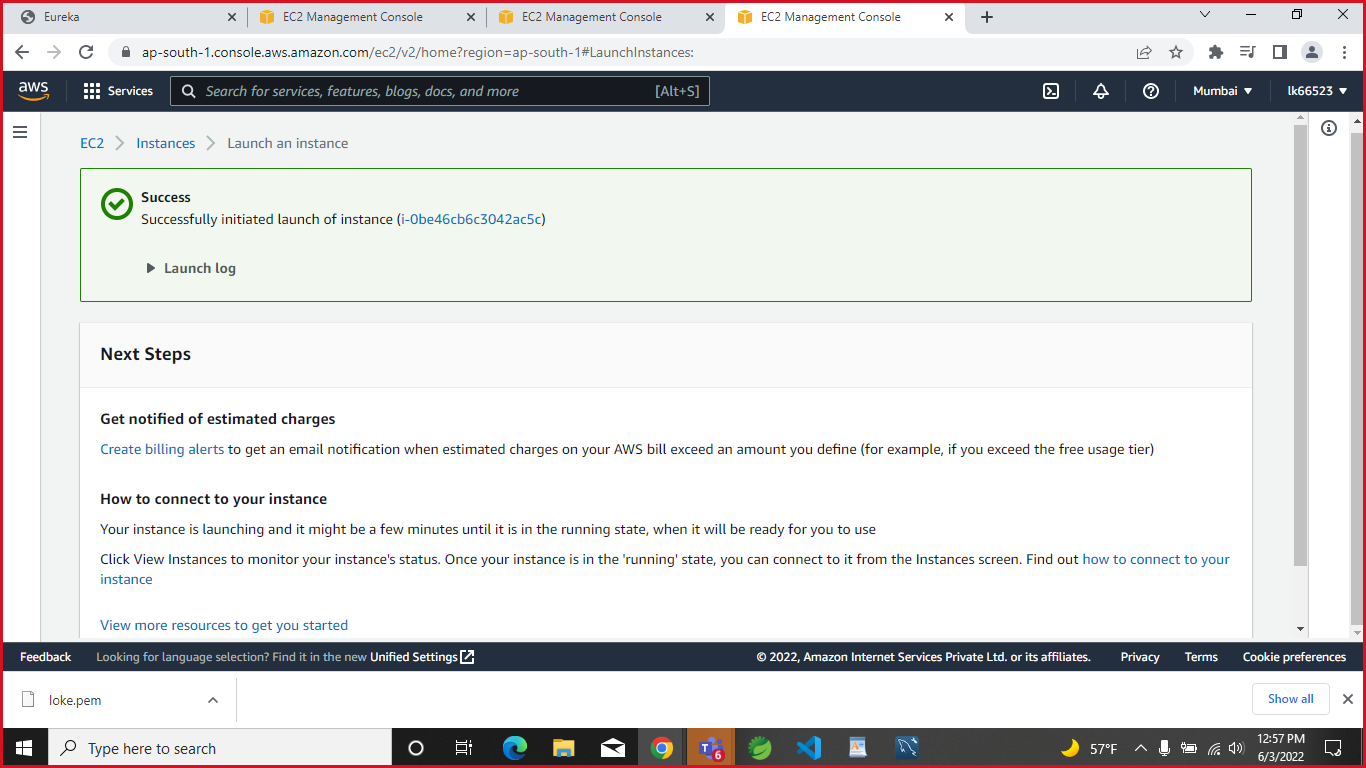 Eureka
EC2 Management Console
EC2 Management Console
EC2 Management Console
ap-south-1.console.aws.amazon.com/ec2/v2/home?region=ap-south-1#LaunchInstances:
aws
Services
Search for services, features, blogs, docs, and more
[Alt+S]
Mumbai
lk66523
EC2
Instances
Launch an instance
Success
Successfully initiated launch of instance (i-0be46cb6c3042ac5c)
Launch log
Next Steps
Get notified of estimated charges
Create billing alerts to get an email notification when estimated charges on your AWS bill exceed an amount you define (for example, if you exceed the free usage tier)
How to connect to your instance
Your instance is launching and it might be a few minutes until it is in the running state, when it will be ready for you to use
Click View Instances to monitor your instance's status. Once your instance is in the 'running' state, you can connect to it from the Instances screen. Find out how to connect to your
instance
View more resources to get you started
Feedback
Looking for language selection? Find it in the new Unified Settings
© 2022, Amazon Internet Services Private Ltd. or its affiliates.
Privacy
Terms
Cookie preferences
loke.pem
Show all
Type here to search
6
57°F
12:57 PM
6/3/2022